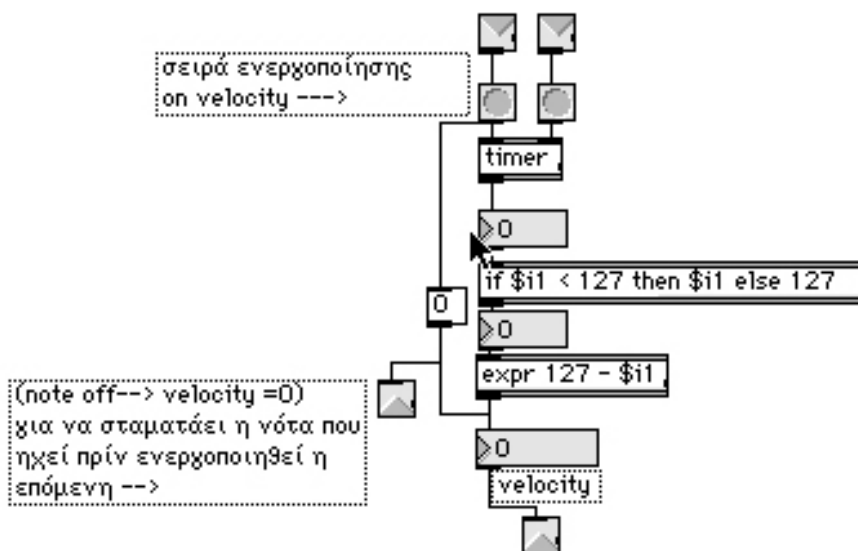 σειρά ενεργοποίησης
on velocity --->
timer
0
if $i1 < 127 then $i1 else 127
0
0
expr 127 - $i1
(note off--> velocity =0)
για να σταματάει η νότα που
ηχεί πρίν ενεργοποιηθεί η
επόμενη -->
0
velocity